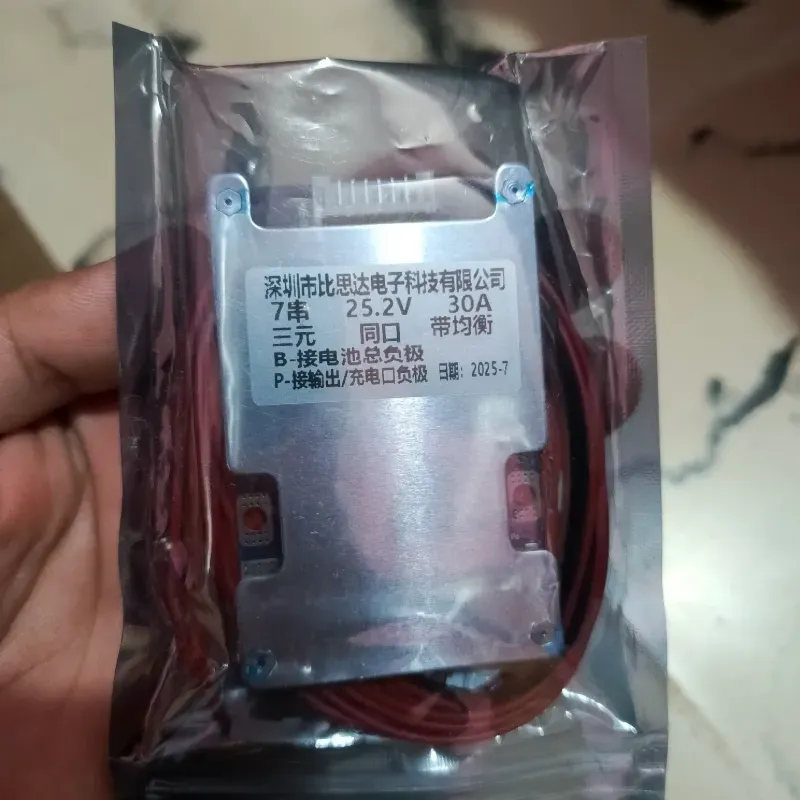 深圳市比思达电子科技有限公司
7串 25.2V 30A
三元 同口 带均衡
B-接电池总负极
P-接输出/充电口负极 日期: 2025-7